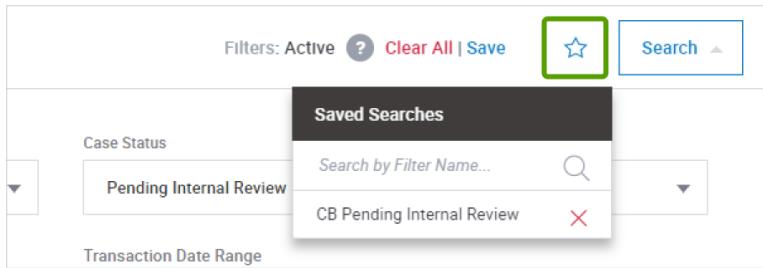 Filters: Active ? Clear All | Save
Search
Saved Searches
Case Status
Search by Filter Name...
Pending Internal Review
CB Pending Internal Review
Transaction Date Range